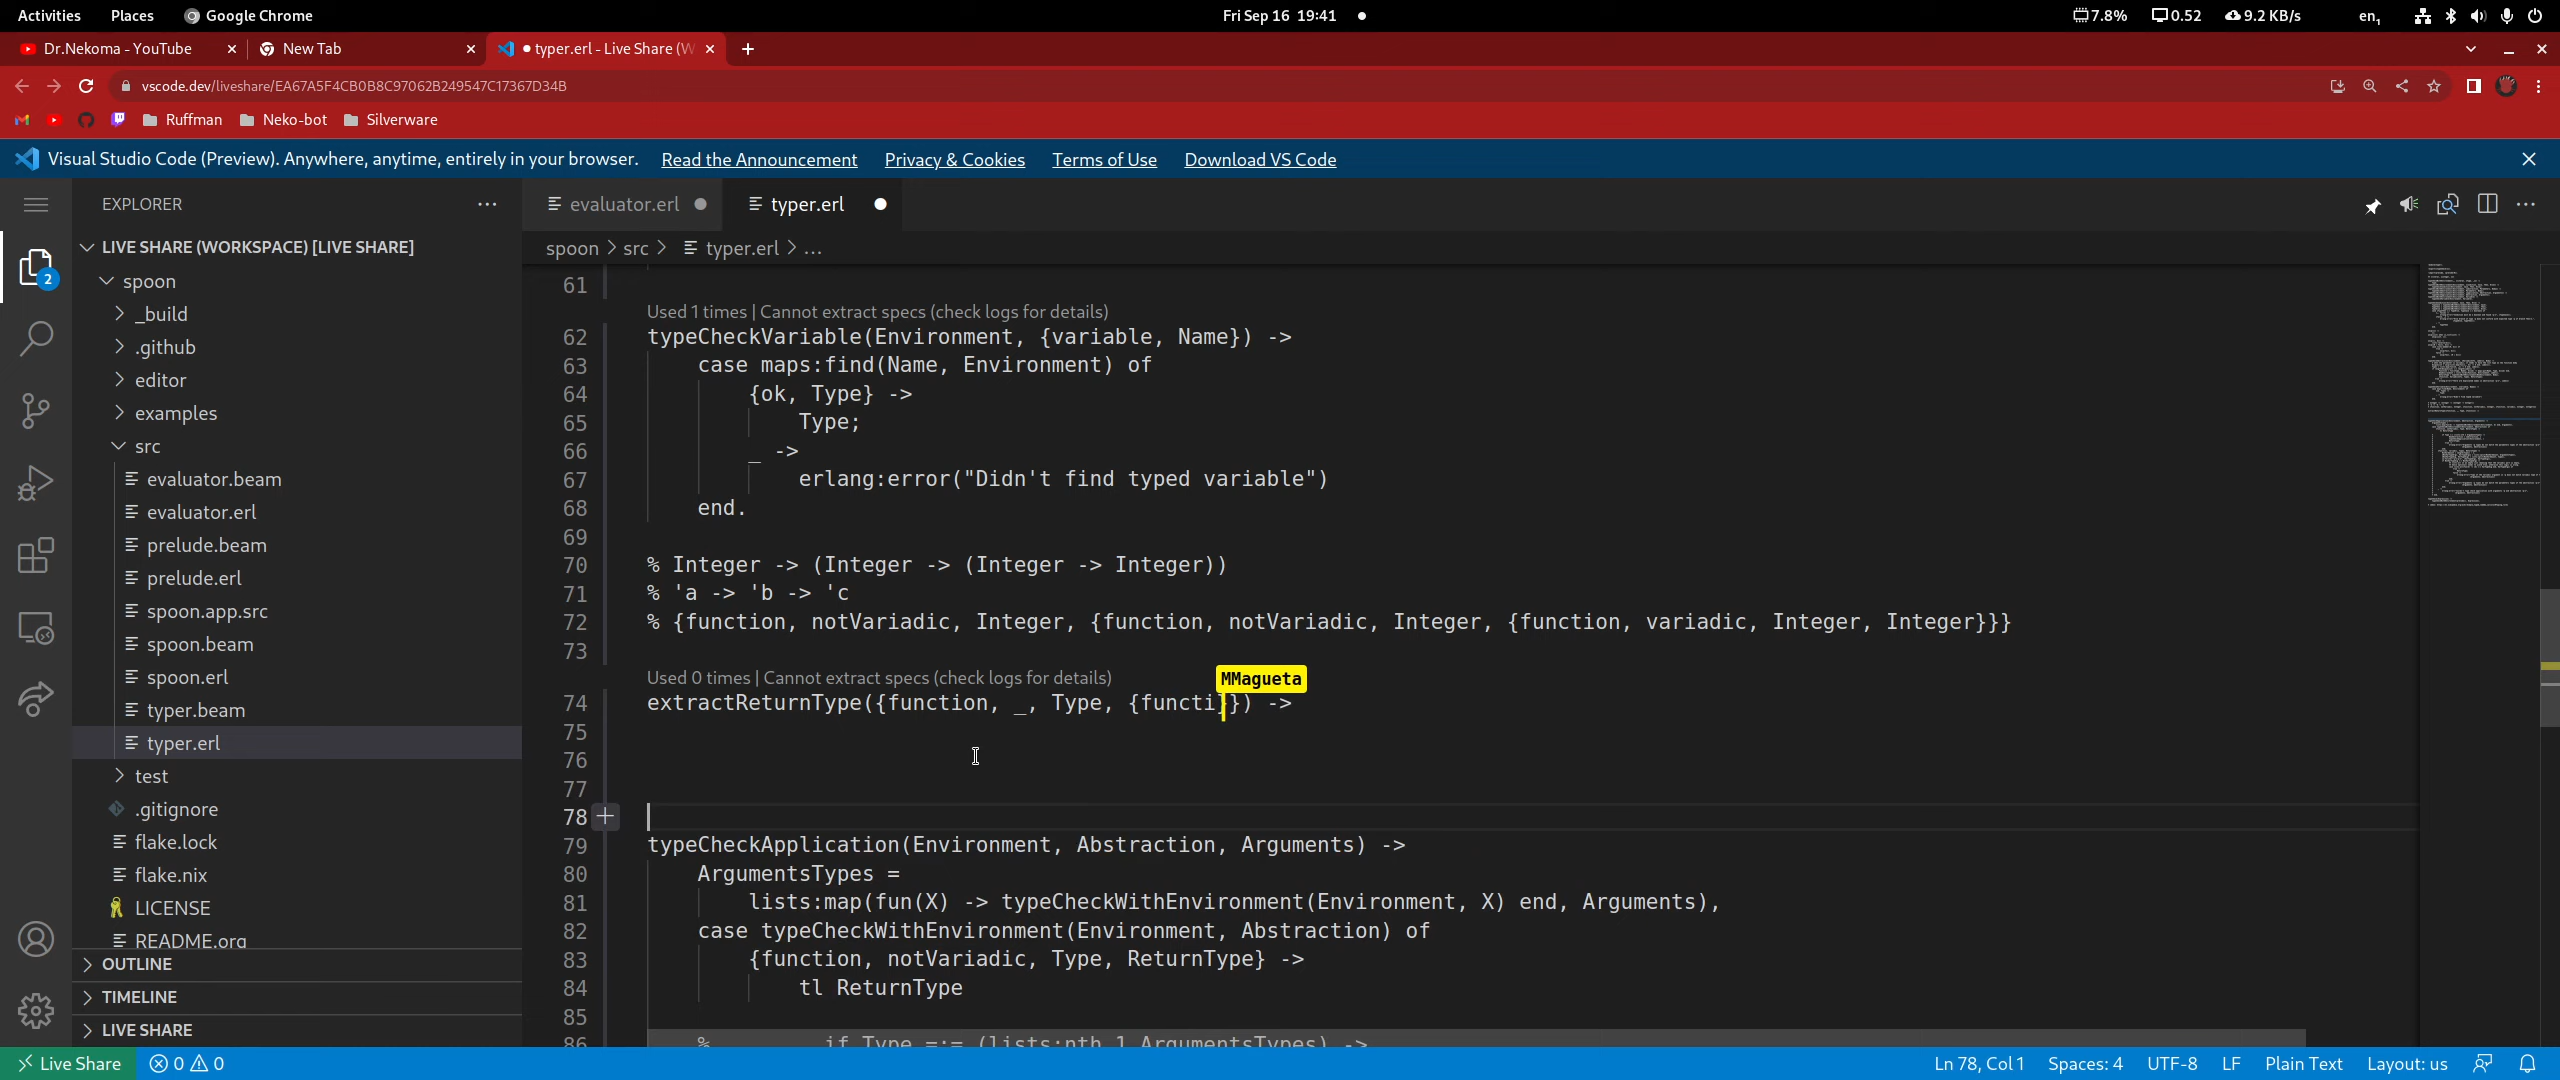 Activities Places Google Chrome Fri Sep 16 19:41 7.8% 0.52 9.2 KB/s en1
Dr.Nekoma - YouTube New Tab typer.erl - Live Share (W
vscode.dev/liveshare/EA67A5F4CB0B8C97062B249547C17367D34B
Ruffman Neko-bot Silverware
Visual Studio Code (Preview). Anywhere, anytime, entirely in your browser. Read the Announcement Privacy & Cookies Terms of Use Download VS Code
EXPLORER
evaluator.erl typer.erl
LIVE SHARE (WORKSPACE) [LIVE SHARE]
spoon > src > typer.erl > ...
2
spoon
_build
.github
editor
examples
src
evaluator.beam
evaluator.erl
prelude.beam
prelude.erl
spoon.app.src
spoon.beam
spoon.erl
typer.beam
typer.erl
test
.gitignore
flake.lock
flake.nix
LICENSE
README.org
OUTLINE
TIMELINE
LIVE SHARE
61
Used 1 times | Cannot extract specs (check logs for details)
62 typeCheckVariable(Environment, {variable, Name}) ->
63 case maps:find(Name, Environment) of
64 {ok, Type} ->
65 Type;
66 _ ->
67 erlang:error("Didn't find typed variable")
68 end.
69
70 % Integer -> (Integer -> (Integer -> Integer))
71 % 'a -> 'b -> 'c
72 % {function, notVariadic, Integer, {function, notVariadic, Integer, {function, variadic, Integer, Integer}}}
73
Used 0 times | Cannot extract specs (check logs for details) MMagueta
74 extractReturnType({function, _, Type, {functi}}) ->
75
76
77
78
79 typeCheckApplication(Environment, Abstraction, Arguments) ->
80 ArgumentsTypes =
81 lists:map(fun(X) -> typeCheckWithEnvironment(Environment, X) end, Arguments),
82 case typeCheckWithEnvironment(Environment, Abstraction) of
83 {function, notVariadic, Type, ReturnType} ->
84 tl ReturnType
85
86 % if Type =:= (lists:nth 1 ArgumentsTypes) ->
Live Share 0 0 Ln 78, Col 1 Spaces: 4 UTF-8 LF Plain Text Layout: us